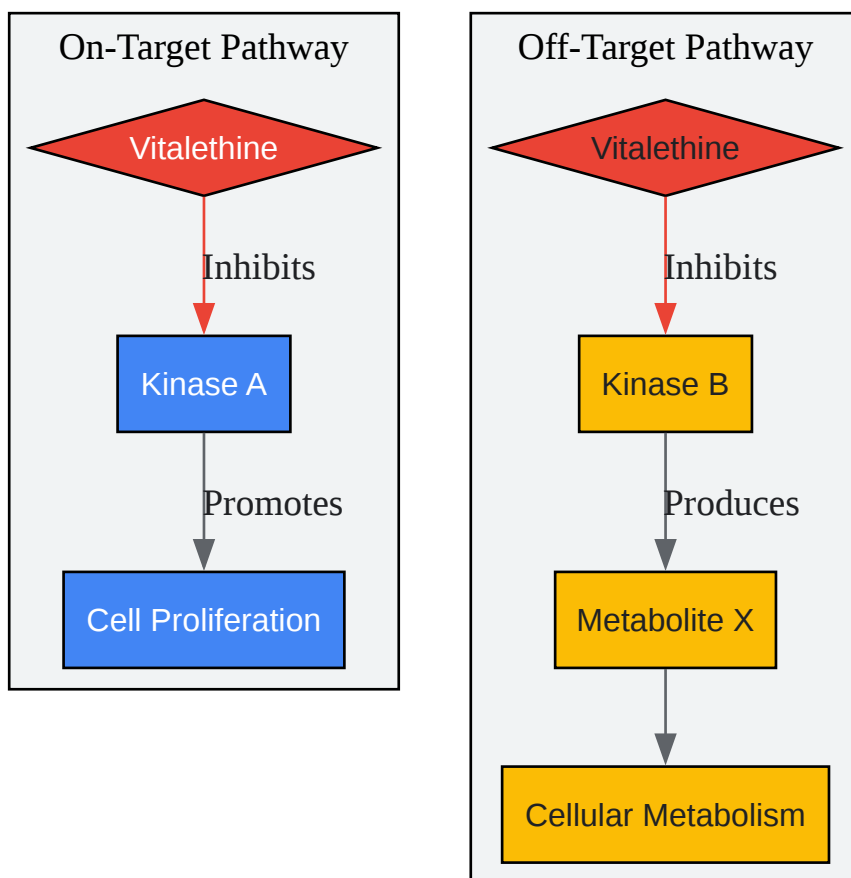 On-Target Pathway
Vitalethine
Inhibits
Kinase A
Promotes
Cell Proliferation
Off-Target Pathway
Vitalethine
Inhibits
Kinase B
Produces
Metabolite X
Cellular Metabolism